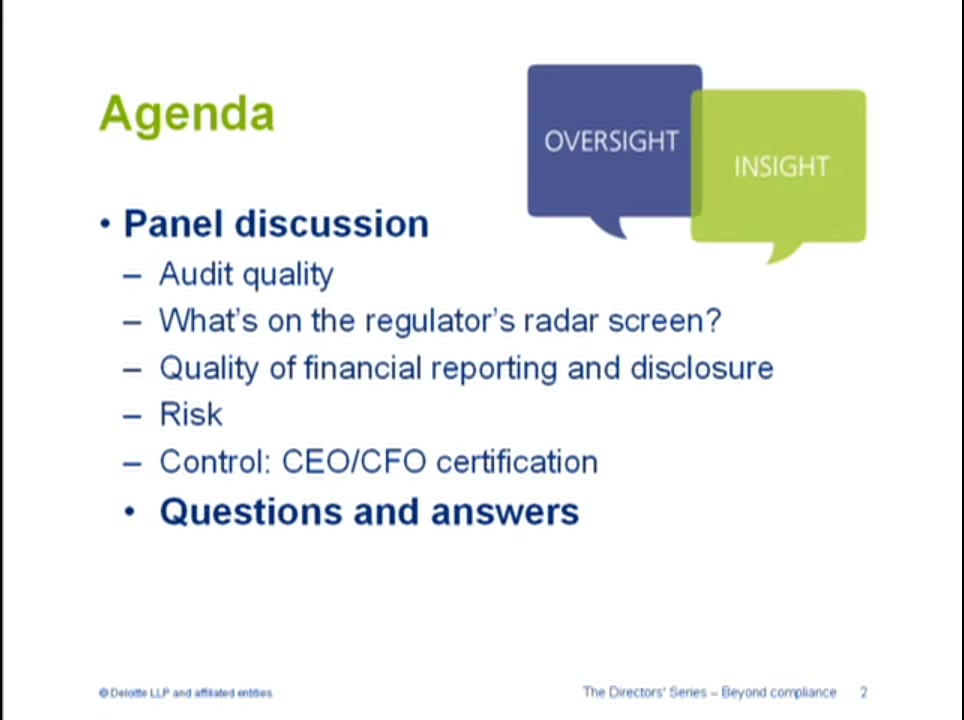 Agenda
OVERSIGHT
INSIGHT
• Panel discussion
– Audit quality
– What's on the regulator's radar screen?
– Quality of financial reporting and disclosure
– Risk
– Control: CEO/CFO certification
• Questions and answers
© Deloitte LLP and affiliated entities.
The Directors' Series – Beyond compliance 2